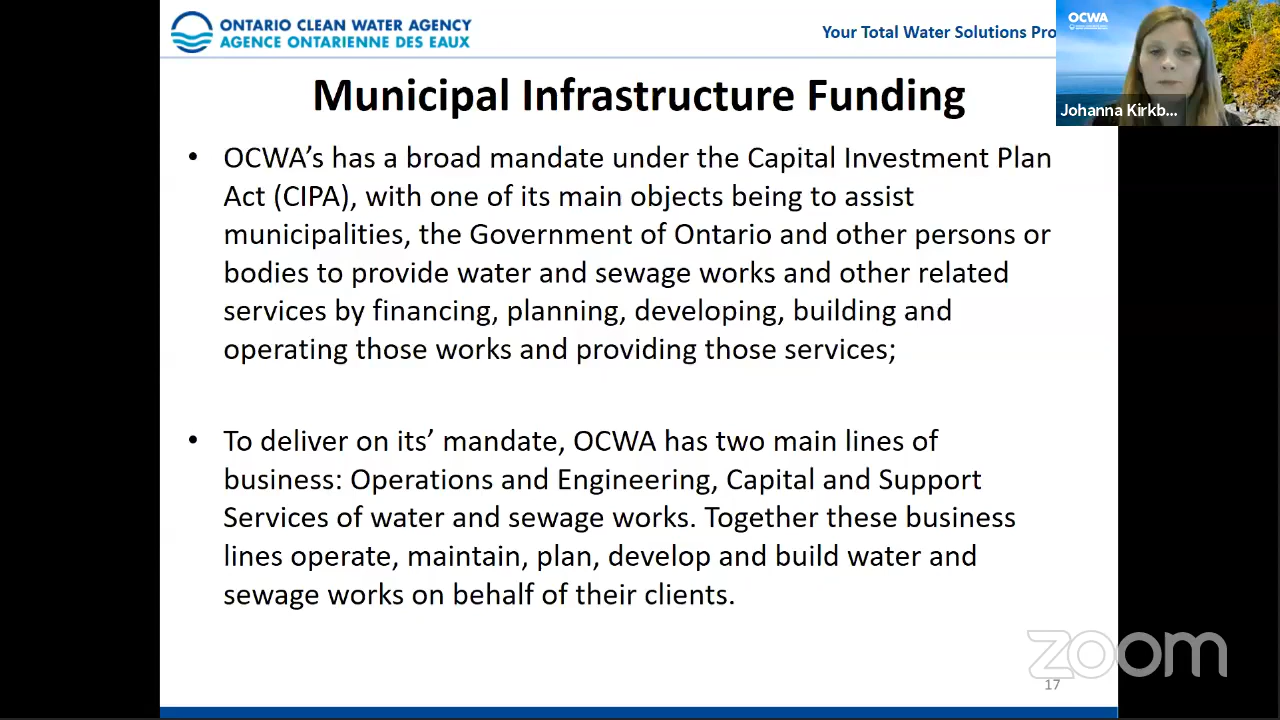 ONTARIO CLEAN WATER AGENCY
AGENCE ONTARIENNE DES EAUX
Your Total Water Solutions Pro
OCWA
Johanna Kirkb...
Municipal Infrastructure Funding
• OCWA's has a broad mandate under the Capital Investment Plan
Act (CIPA), with one of its main objects being to assist
municipalities, the Government of Ontario and other persons or
bodies to provide water and sewage works and other related
services by financing, planning, developing, building and
operating those works and providing those services;
• To deliver on its' mandate, OCWA has two main lines of
business: Operations and Engineering, Capital and Support
Services of water and sewage works. Together these business
lines operate, maintain, plan, develop and build water and
sewage works on behalf of their clients.
zoom
17